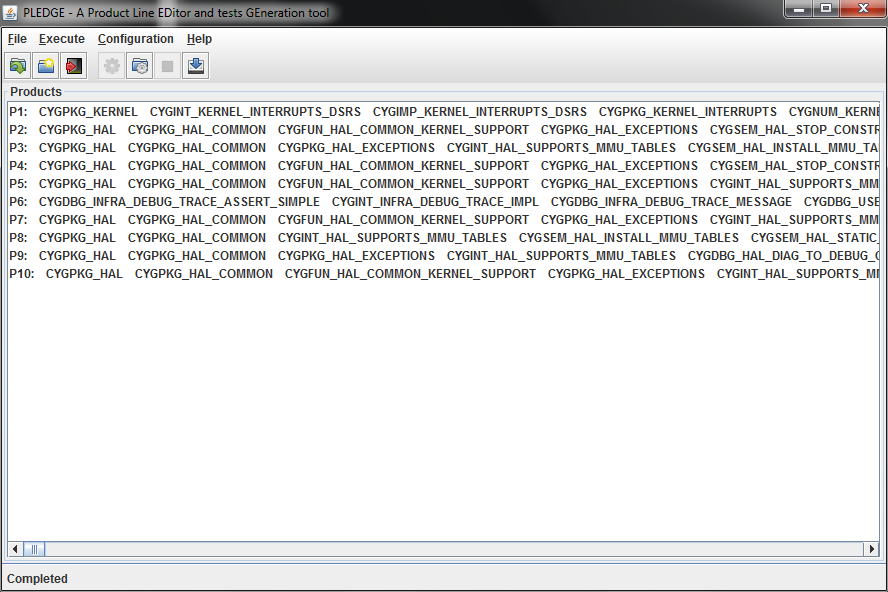 PLEDGE - A Product Line EDitor and tests GEneration tool
File Execute Configuration Help
Products
P1: CYGPKG_KERNEL CYGINT_KERNEL_INTERRUPTS_DSRS CYGIMP_KERNEL_INTERRUPTS_DSRS CYGPKG_KERNEL_INTERRUPTS CYGNUM_KERNE
P2: CYGPKG_HAL CYGPKG_HAL_COMMON CYGFUN_HAL_COMMON_KERNEL_SUPPORT CYGPKG_HAL_EXCEPTIONS CYGSEM_HAL_STOP_CONSTR
P3: CYGPKG_HAL CYGPKG_HAL_COMMON CYGPKG_HAL_EXCEPTIONS CYGINT_HAL_SUPPORTS_MMU_TABLES CYGSEM_HAL_INSTALL_MMU_TA
P4: CYGPKG_HAL CYGPKG_HAL_COMMON CYGFUN_HAL_COMMON_KERNEL_SUPPORT CYGPKG_HAL_EXCEPTIONS CYGSEM_HAL_STOP_CONSTR
P5: CYGPKG_HAL CYGPKG_HAL_COMMON CYGFUN_HAL_COMMON_KERNEL_SUPPORT CYGPKG_HAL_EXCEPTIONS CYGINT_HAL_SUPPORTS_MM
P6: CYGDBG_INFRA_DEBUG_TRACE_ASSERT_SIMPLE CYGINT_INFRA_DEBUG_TRACE_IMPL CYGDBG_INFRA_DEBUG_TRACE_MESSAGE CYGDBG_USE
P7: CYGPKG_HAL CYGPKG_HAL_COMMON CYGFUN_HAL_COMMON_KERNEL_SUPPORT CYGPKG_HAL_EXCEPTIONS CYGINT_HAL_SUPPORTS_MM
P8: CYGPKG_HAL CYGPKG_HAL_COMMON CYGINT_HAL_SUPPORTS_MMU_TABLES CYGSEM_HAL_INSTALL_MMU_TABLES CYGSEM_HAL_STATIC_
P9: CYGPKG_HAL CYGPKG_HAL_COMMON CYGPKG_HAL_EXCEPTIONS CYGINT_HAL_SUPPORTS_MMU_TABLES CYGDBG_HAL_DIAG_TO_DEBUG_C
P10: CYGPKG_HAL CYGPKG_HAL_COMMON CYGFUN_HAL_COMMON_KERNEL_SUPPORT CYGPKG_HAL_EXCEPTIONS CYGINT_HAL_SUPPORTS_M
Completed